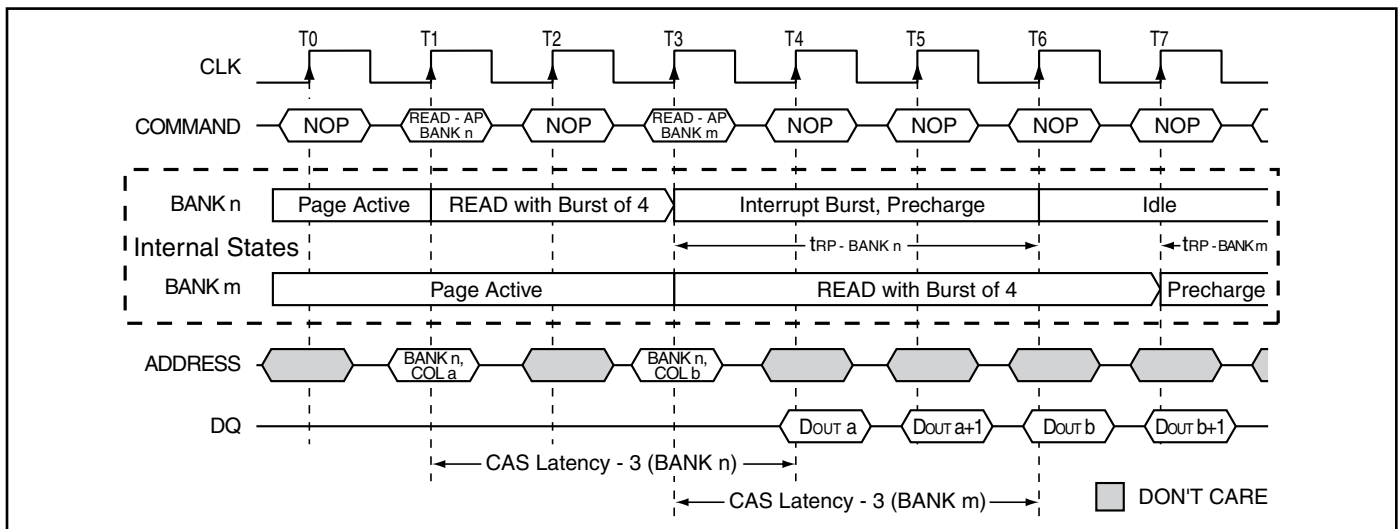 T0 T1 T2 T3 T4 T5 T6 T7
CLK
COMMAND NOP READ - AP BANK n NOP READ - AP BANK m NOP NOP NOP NOP
BANK n Page Active READ with Burst of 4 Interrupt Burst, Precharge Idle
Internal States tRP - BANK n tRP - BANK m
BANK m Page Active READ with Burst of 4 Precharge
ADDRESS BANK n, COL a BANK n, COL b
DQ DOUT a DOUT a+1 DOUT b DOUT b+1
CAS Latency - 3 (BANK n)
CAS Latency - 3 (BANK m) DON'T CARE